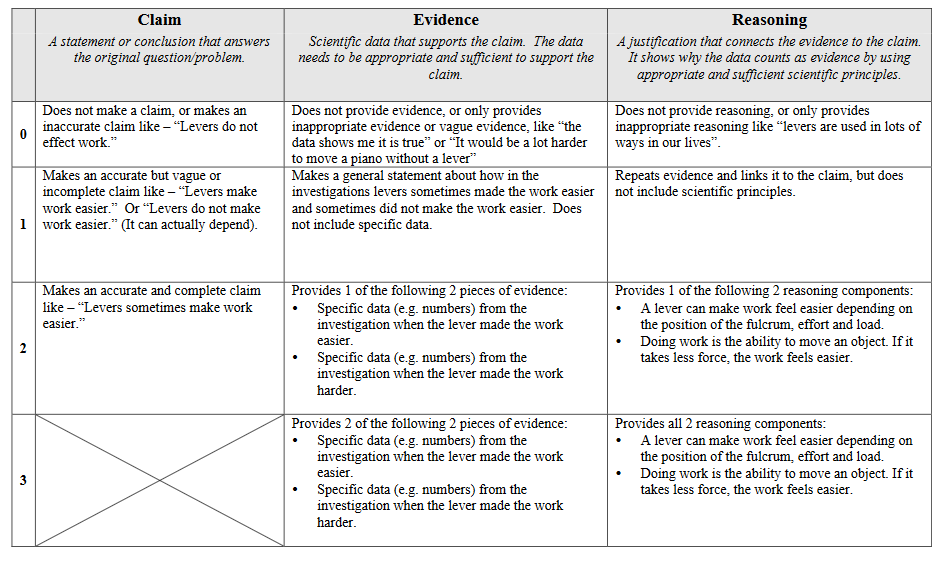 Claim
A statement or conclusion that answers
the original question/problem.
Evidence
Scientific data that supports the claim.  The data
needs to be appropriate and sufficient to support the
claim.
Reasoning
A justification that connects the evidence to the claim.
It shows why the data counts as evidence by using
appropriate and sufficient scientific principles.
0
Does not make a claim, or makes an
inaccurate claim like – “Levers do not
effect work.”
Does not provide evidence, or only provides
inappropriate evidence or vague evidence, like “the
data shows me it is true” or “It would be a lot harder
to move a piano without a lever”
Does not provide reasoning, or only provides
inappropriate reasoning like “levers are used in lots of
ways in our lives”.
1
Makes an accurate but vague or
incomplete claim like – “Levers make
work easier.”  Or “Levers do not make
work easier.” (It can actually depend).
Makes a general statement about how in the
investigations levers sometimes made the work easier
and sometimes did not make the work easier.  Does
not include specific data.
Repeats evidence and links it to the claim, but does
not include scientific principles.
2
Makes an accurate and complete claim
like – “Levers sometimes make work
easier.”
Provides 1 of the following 2 pieces of evidence:
• Specific data (e.g. numbers) from the
investigation when the lever made the work
easier.
• Specific data (e.g. numbers) from the
investigation when the lever made the work
harder.
Provides 1 of the following 2 reasoning components:
• A lever can make work feel easier depending on
the position of the fulcrum, effort and load.
• Doing work is the ability to move an object. If it
takes less force, the work feels easier.
3
Provides 2 of the following 2 pieces of evidence:
• Specific data (e.g. numbers) from the
investigation when the lever made the work
easier.
• Specific data (e.g. numbers) from the
investigation when the lever made the work
harder.
Provides all 2 reasoning components:
• A lever can make work feel easier depending on
the position of the fulcrum, effort and load.
• Doing work is the ability to move an object. If it
takes less force, the work feels easier.